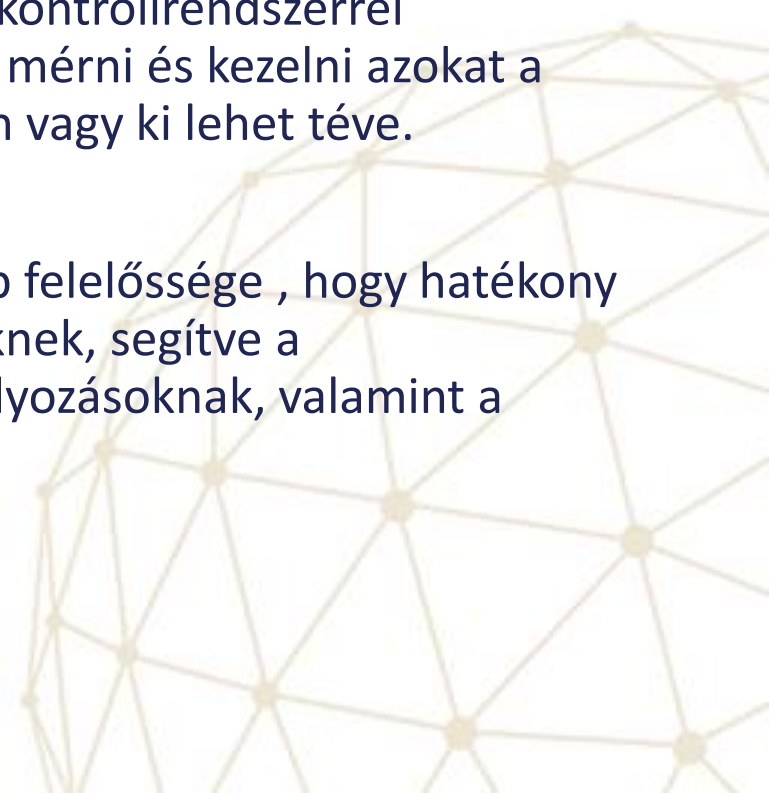 kontrollrendszerrel
mérni és kezelni azokat a
vagy ki lehet téve.
felelőssége , hogy hatékony
knek, segítve a
lyozásoknak, valamint a